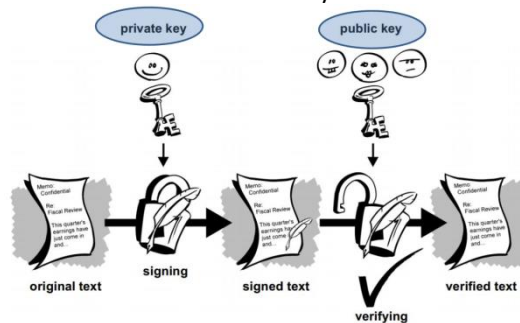 private key
public key
Memo:
Confidential
Re:
Fiscal Review
This quarter's
earnings have
just come in
and...
Memo:
Confidential
Re:
Fiscal Review
This quarter's
earnings have
just come in
and...
Memo:
Confidential
Re:
Fiscal Review
This quarter's
earnings have
just come in
and...
original text
signing
signed text
verifying
verified text